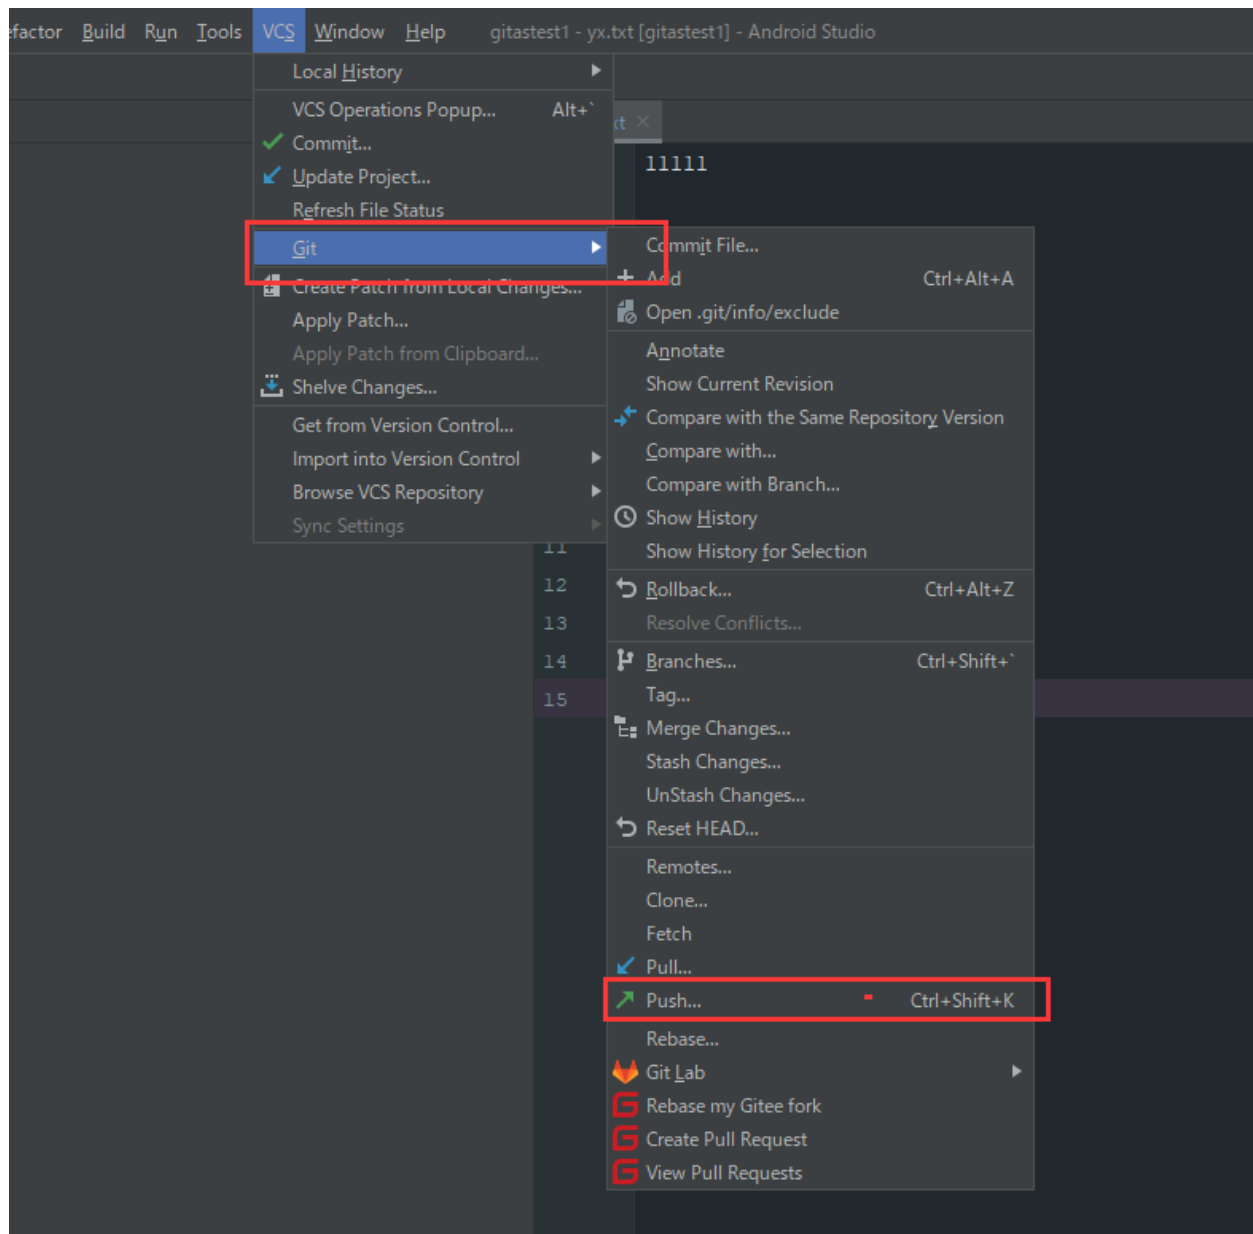 efactor Build Run Tools VCS Window Help gitastest1 - yx.txt [gitastest1] - Android Studio
Local History
VCS Operations Popup... Alt+`
Commit...
Update Project...
Refresh File Status
Git
Create Patch from Local Changes...
Apply Patch...
Apply Patch from Clipboard...
Shelve Changes...
Get from Version Control...
Import into Version Control
Browse VCS Repository
Sync Settings
xt
11111
11
12
13
14
15
Commit File...
Add Ctrl+Alt+A
Open .git/info/exclude
Annotate
Show Current Revision
Compare with the Same Repository Version
Compare with...
Compare with Branch...
Show History
Show History for Selection
Rollback... Ctrl+Alt+Z
Resolve Conflicts...
Branches... Ctrl+Shift+`
Tag...
Merge Changes...
Stash Changes...
UnStash Changes...
Reset HEAD...
Remotes...
Clone...
Fetch
Pull...
Push... Ctrl+Shift+K
Rebase...
Git Lab
Rebase my Gitee fork
Create Pull Request
View Pull Requests